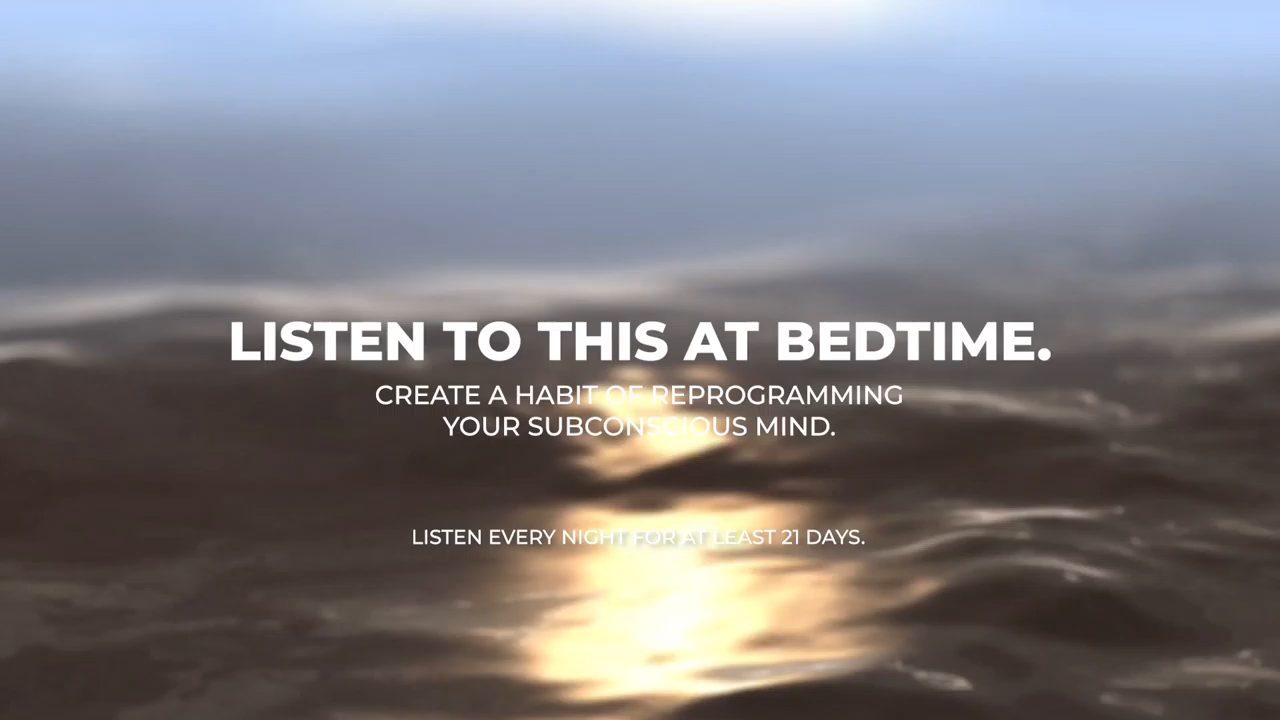 LISTEN TO THIS AT BEDTIME.
CREATE A HABIT OF REPROGRAMMING
YOUR SUBCONSCIOUS MIND.
LISTEN EVERY NIGHT FOR AT LEAST 21 DAYS.